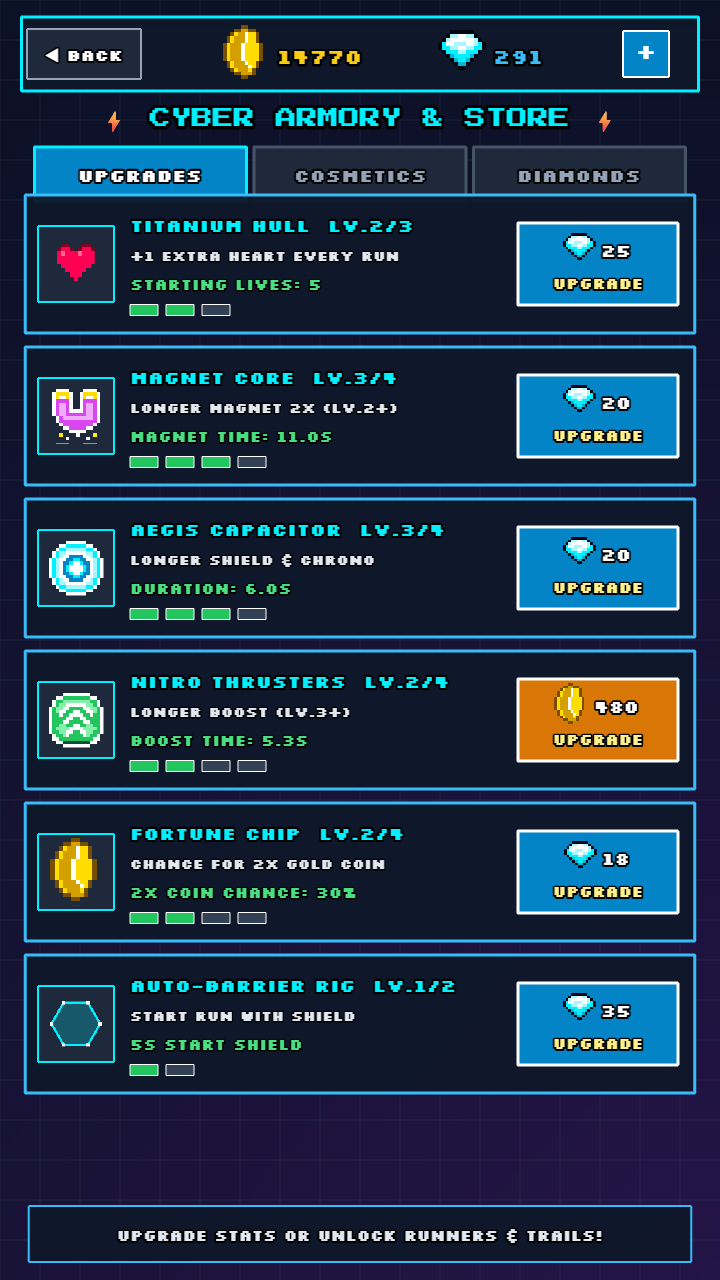 ◀ BACK
14770
291
+
CYBER ARMORY & STORE
UPGRADES
COSMETICS
DIAMONDS
TITANIUM HULL LV.2/3
+1 EXTRA HEART EVERY RUN
STARTING LIVES: 5
25
UPGRADE
MAGNET CORE LV.3/4
LONGER MAGNET 2X (LV.2+)
MAGNET TIME: 11.0S
20
UPGRADE
AEGIS CAPACITOR LV.3/4
LONGER SHIELD & CHRONO
DURATION: 6.0S
20
UPGRADE
NITRO THRUSTERS LV.2/4
LONGER BOOST (LV.3+)
BOOST TIME: 5.3S
480
UPGRADE
FORTUNE CHIP LV.2/4
CHANCE FOR 2X GOLD COIN
2X COIN CHANCE: 30%
18
UPGRADE
AUTO-BARRIER RIG LV.1/2
START RUN WITH SHIELD
5S START SHIELD
35
UPGRADE
UPGRADE STATS OR UNLOCK RUNNERS & TRAILS!